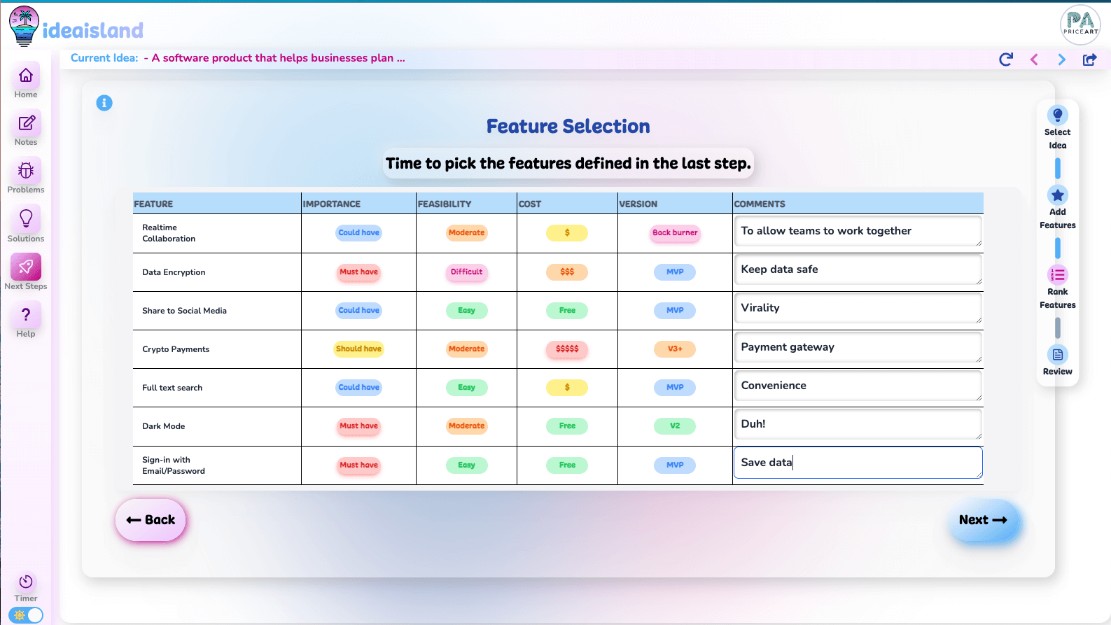 ideaisland
PA
PRICEART
Current Idea: - A software product that helps businesses plan ...
Home
Notes
Problems
Solutions
Next Steps
Help
Timer
Feature Selection
Time to pick the features defined in the last step.
FEATURE IMPORTANCE FEASIBILITY COST VERSION COMMENTS
Realtime
Collaboration Could have Moderate $ Back burner To allow teams to work together
Data Encryption Must have Difficult $$$ MVP Keep data safe
Share to Social Media Could have Easy Free MVP Virality
Crypto Payments Should have Moderate $$$$$ V3+ Payment gateway
Full text search Could have Easy $ MVP Convenience
Dark Mode Must have Moderate Free V2 Duh!
Sign-in with
Email/Password Must have Easy Free MVP Save data
← Back
Next →
Select
Idea
Add
Features
Rank
Features
Review